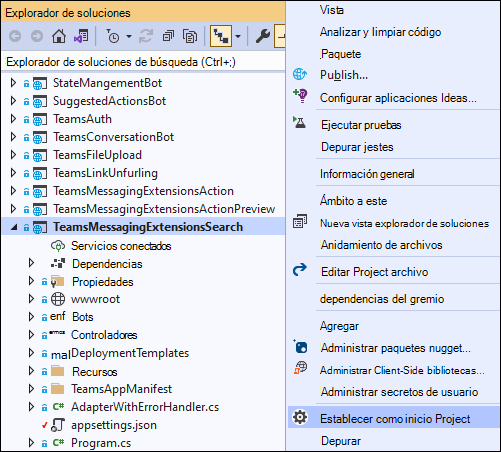 Explorador de soluciones
Explorador de soluciones de búsqueda (Ctrl+;)
StateMangementBot
SuggestedActionsBot
TeamsAuth
TeamsConversationBot
TeamsFileUpload
TeamsLinkUnfurling
TeamsMessagingExtensionsAction
TeamsMessagingExtensionsActionPreview
TeamsMessagingExtensionsSearch
Servicios conectados
Dependencias
Propiedades
wwwroot
enf Bots
Controladores
malDeploymentTemplates
Recursos
TeamsAppManifest
C# AdapterWithErrorHandler.cs
appsettings.json
C# Program.cs
Vista
Analizar y limpiar código
Paquete
Publish...
Configurar aplicaciones Ideas...
Ejecutar pruebas
Depurar jestes
Información general
Ámbito a este
Nueva vista explorador de soluciones
Anidamiento de archivos
Editar Project archivo
dependencias del gremio
Agregar
Administrar paquetes nugget...
Administrar Client-Side bibliotecas...
Administrar secretos de usuario
Establecer como inicio Project
Depurar